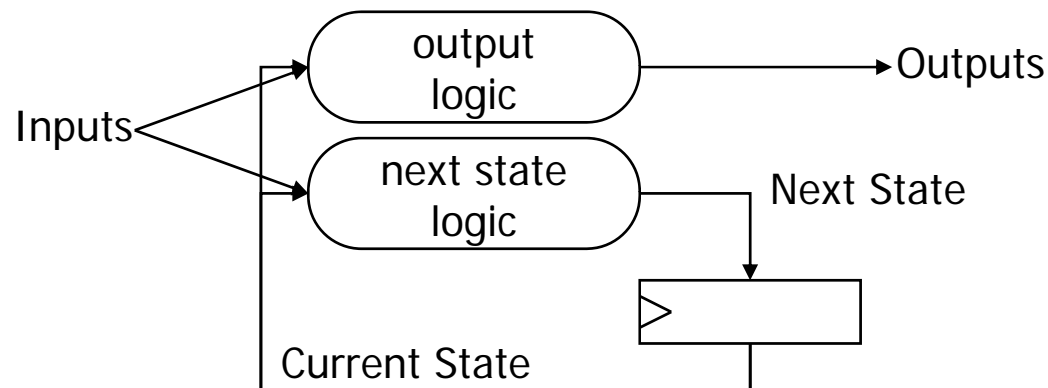 output
logic
Outputs
Inputs
next state
logic
Next State
Current State